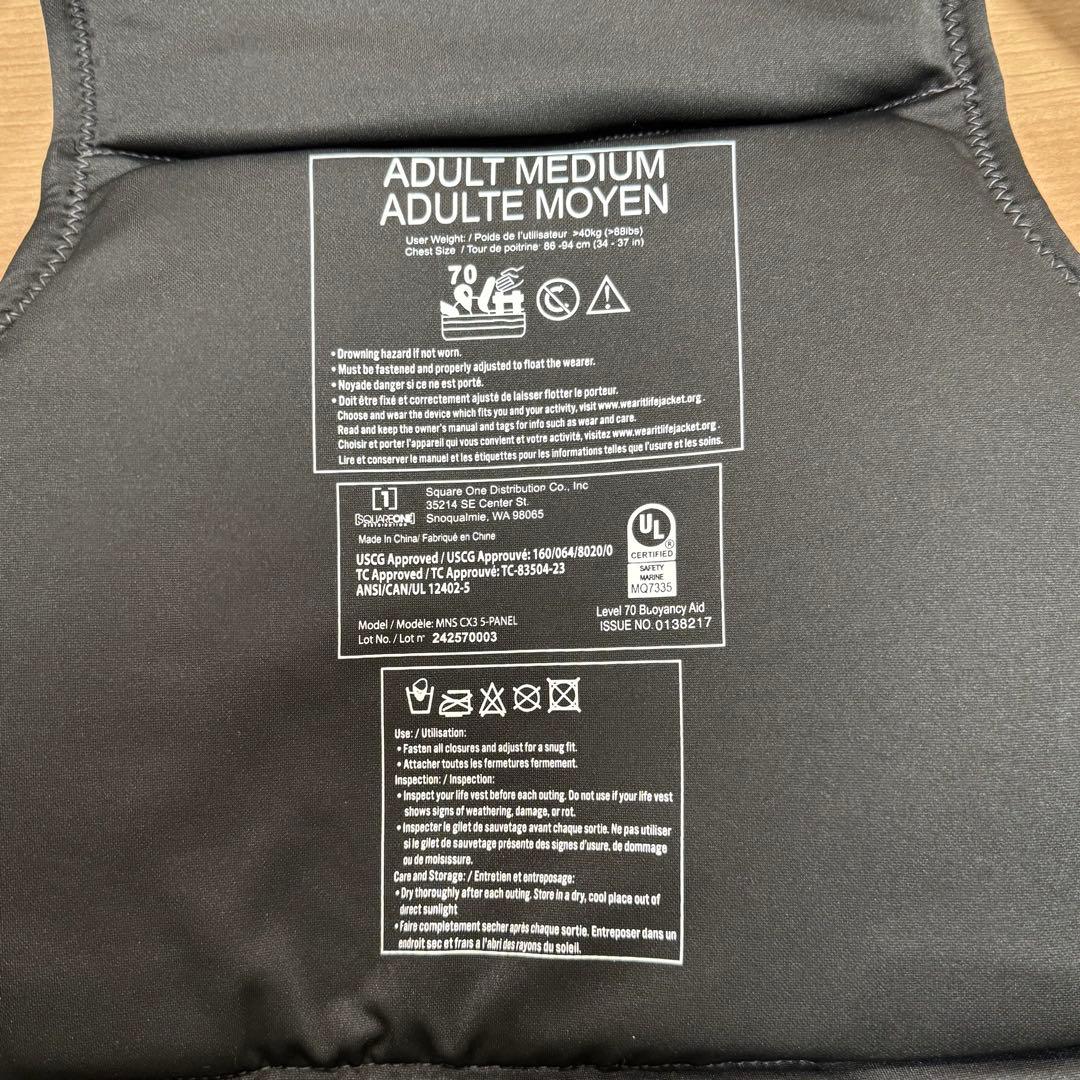 ADULT MEDIUM
ADULTE MOYEN
User Weight: / Poids de l'utilisateur >40kg (>88lbs)
Chest Size / Tour de poitrine 86 -94 cm (34 - 37 in)
70
• Drowning hazard if not worn.
• Must be fastened and properly adjusted to float the wearer.
• Noyade danger si ce ne est porté.
• Doit être fixé et correctement ajusté de laisser flotter le porteur.
Choose and wear the device which fits you and your activity, visit www.wearitlifejacket.org.
Read and keep the owner's manual and tags for info such as wear and care.
Choisir et porter l'appareil qui vous convient et votre activité, visitez www.wearitlifejacket.org.
Lire et conserver le manuel et les étiquettes pour les informations telles que l'usure et les soins.
[1]
[SQUAREONE]
DISTRIBUTION
Square One Distribution Co., Inc
35214 SE Center St.
Snoqualmie, WA 98065
Made In China/ Fabriqué en Chine
USCG Approved / USCG Approuvé: 160/064/8020/0
TC Approved / TC Approuvé: TC-83504-23
ANSI/CAN/UL 12402-5
Model / Modèle: MNS CX3 5-PANEL
Lot No. / Lot n° 242570003
UL
®
CERTIFIED
SAFETY
MARINE
MQ7335
Level 70 Buoyancy Aid
ISSUE NO. 0138217
Use: / Utilisation:
• Fasten all closures and adjust for a snug fit.
• Attacher toutes les fermetures fermement.
Inspection: / Inspection:
• Inspect your life vest before each outing. Do not use if your life vest
shows signs of weathering, damage, or rot.
• Inspecter le gilet de sauvetage avant chaque sortie. Ne pas utiliser
si le gilet de sauvetage présente des signes d'usure, de dommage
ou de moisissure.
Care and Storage: / Entretien et entreposage:
• Dry thoroughly after each outing. Store in a dry, cool place out of
direct sunlight
• Faire completement secher après chaque sortie. Entreposer dans un
endroit sec et frais a l'abri des rayons du soleil.